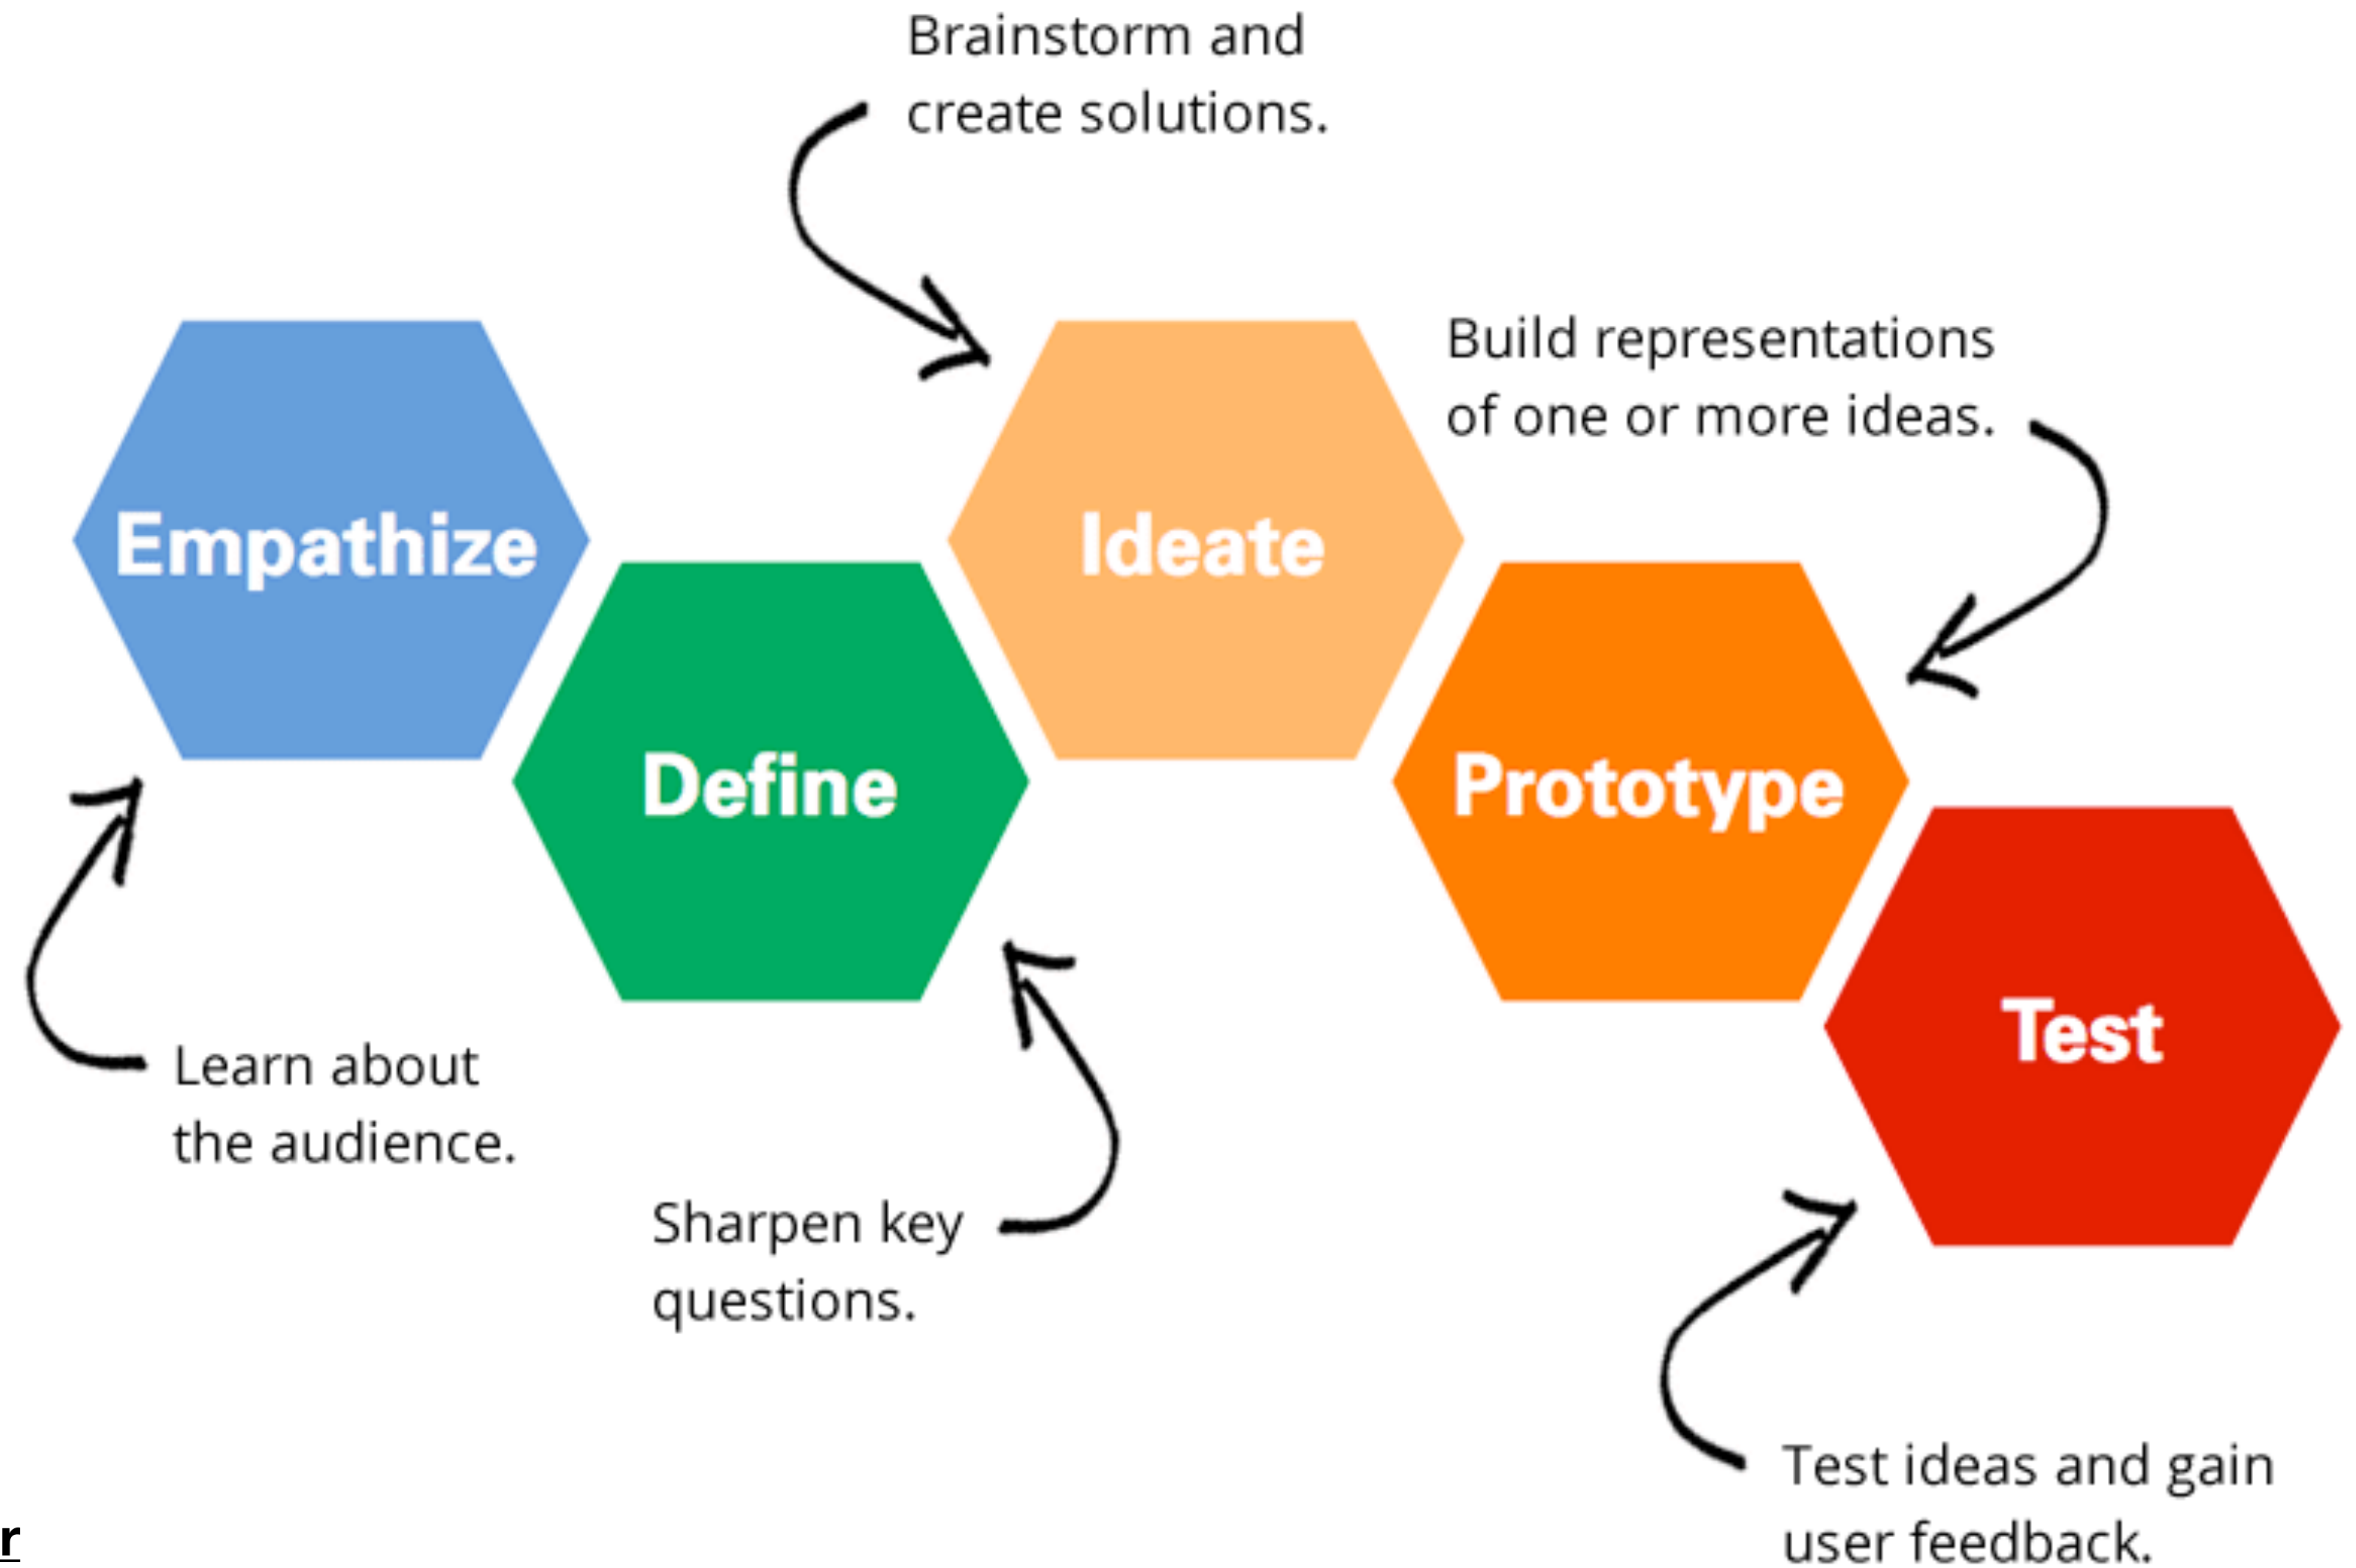 Brainstorm and
create solutions.
Build representations
of one or more ideas.
Empathize
Ideate
Define
Prototype
Test
Learn about
the audience.
Sharpen key
questions.
Test ideas and gain
user feedback.
r